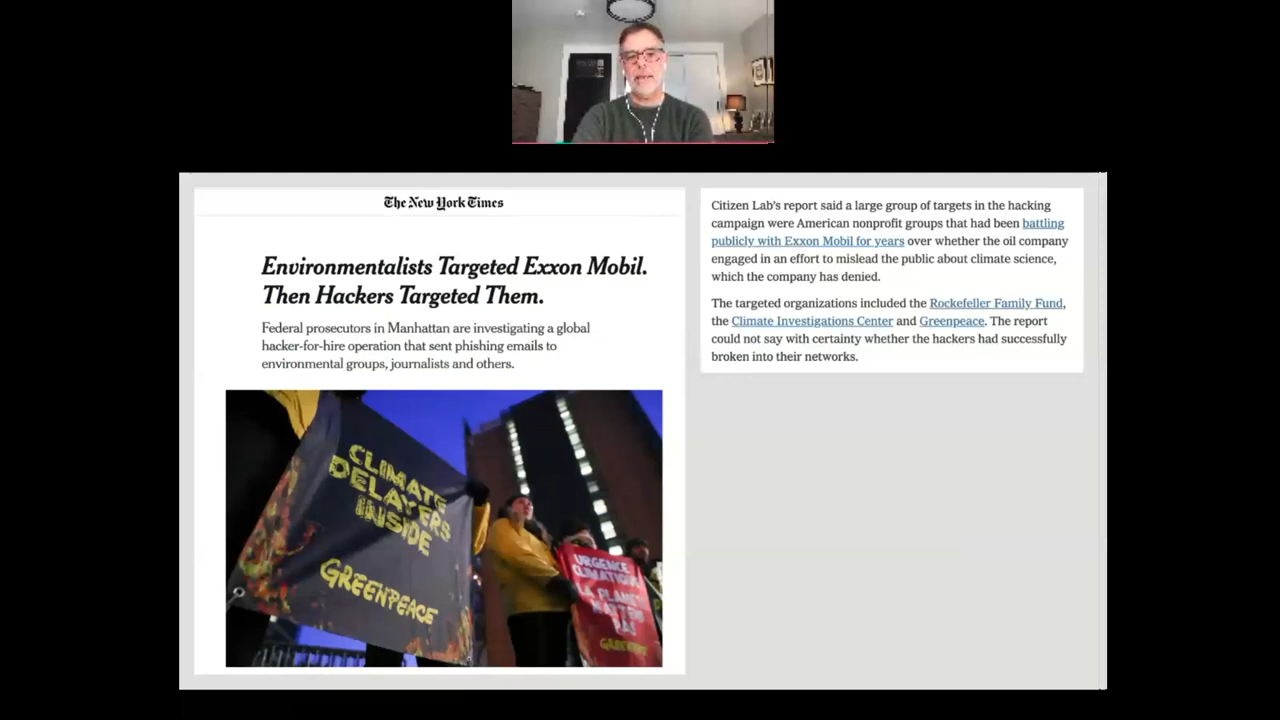 The New York Times
Environmentalists Targeted Exxon Mobil.
Then Hackers Targeted Them.
Federal prosecutors in Manhattan are investigating a global
hacker-for-hire operation that sent phishing emails to
environmental groups, journalists and others.
CLIMATE
DELAYERS
INSIDE
GREENPEACE
URGENCE
CLIMATIQUE
LA
PAS
Citizen Lab's report said a large group of targets in the hacking
campaign were American nonprofit groups that had been battling
publicly with Exxon Mobil for years over whether the oil company
engaged in an effort to mislead the public about climate science,
which the company has denied.
The targeted organizations included the Rockefeller Family Fund,
the Climate Investigations Center and Greenpeace. The report
could not say with certainty whether the hackers had successfully
broken into their networks.